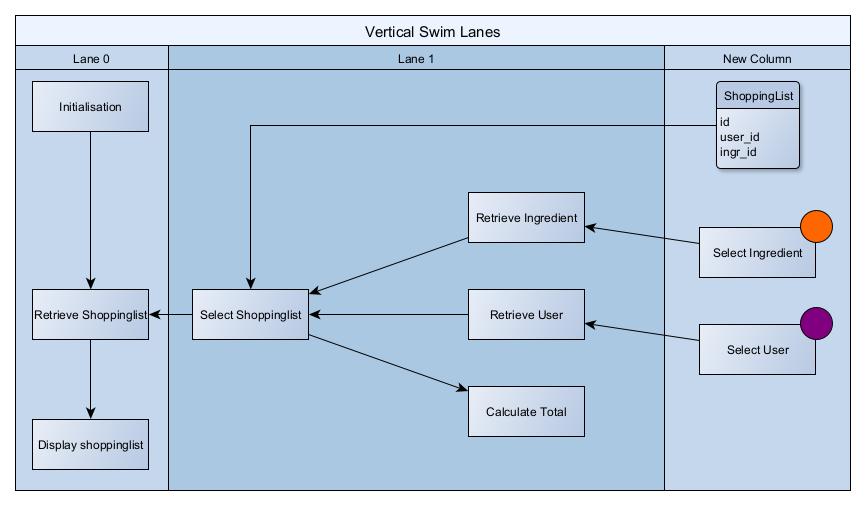 Vertical Swim Lanes
Lane 0
Lane 1
New Column
Initialisation
ShoppingList
id
user_id
ingr_id
Retrieve Ingredient
Select Ingredient
Retrieve Shoppinglist
Select Shoppinglist
Retrieve User
Select User
Calculate Total
Display shoppinglist